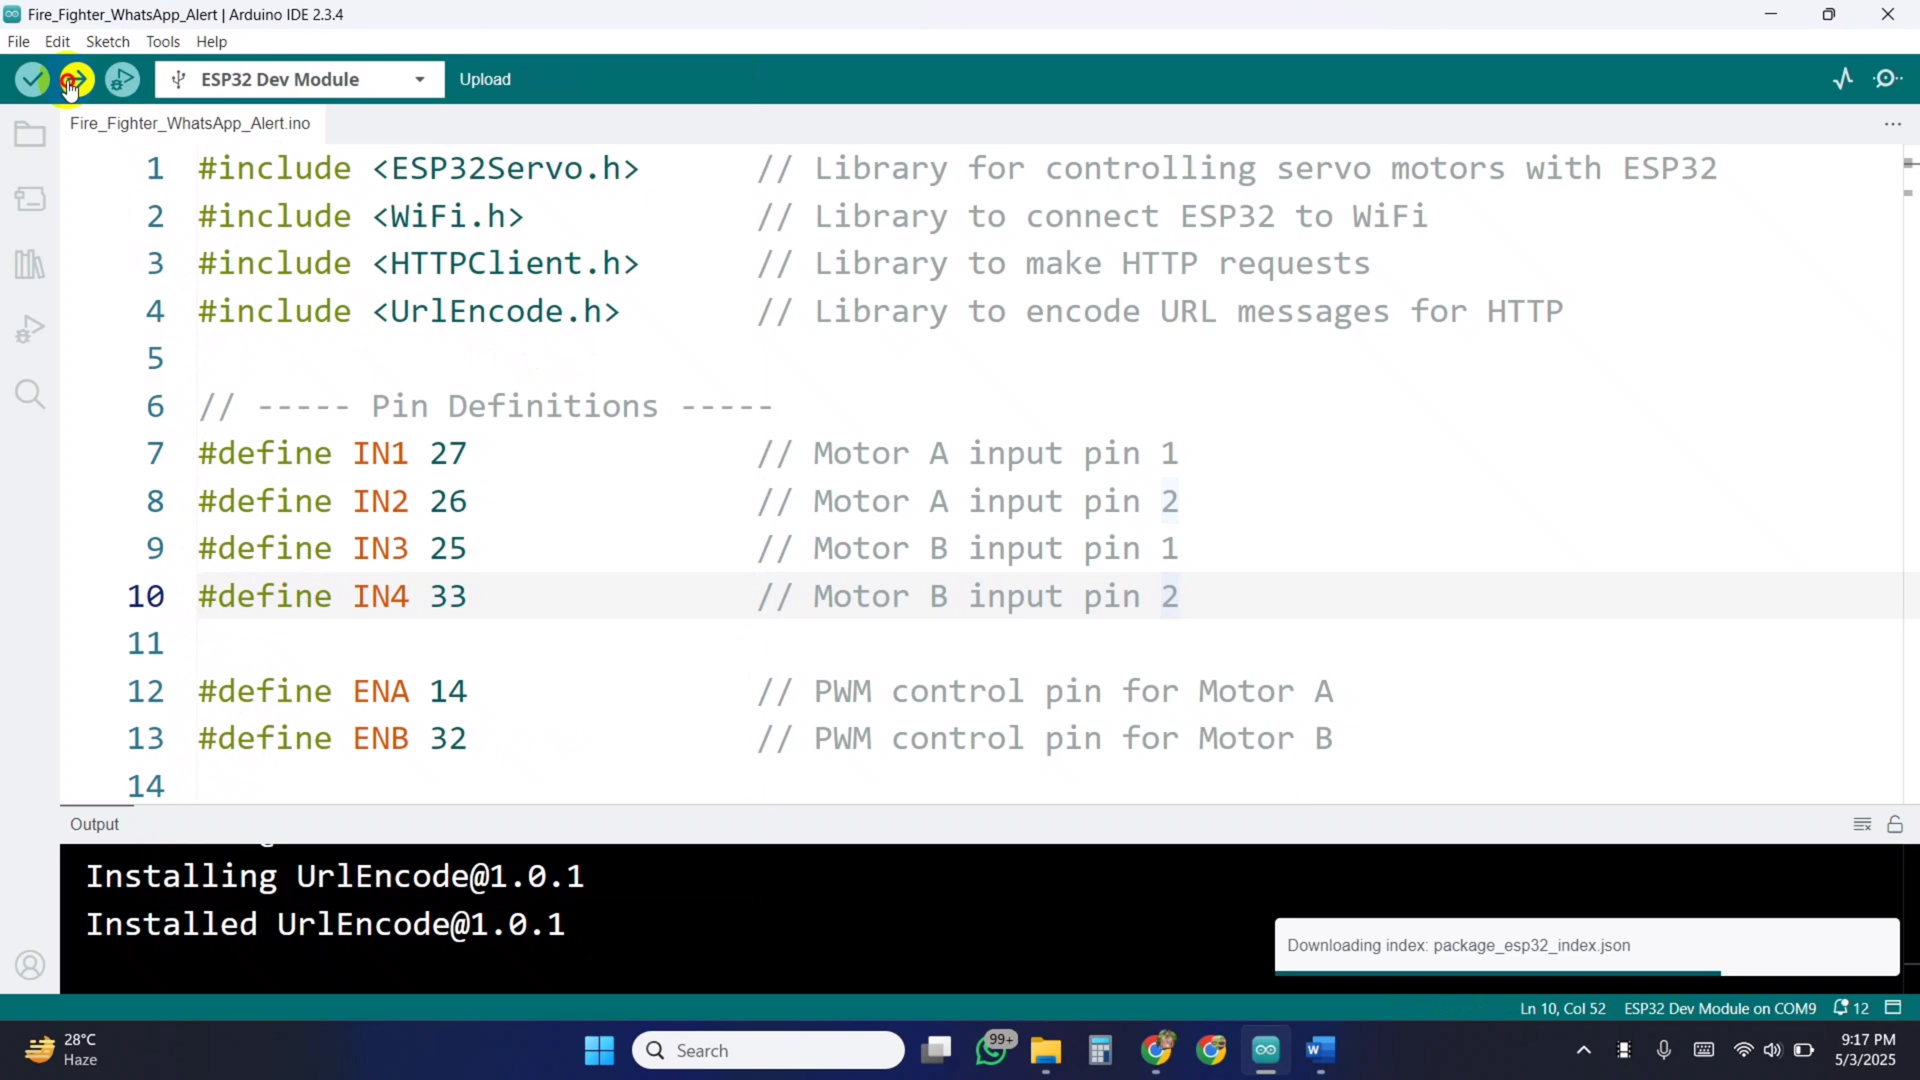 Fire_Fighter_WhatsApp_Alert | Arduino IDE 2.3.4
File Edit Sketch Tools Help
ESP32 Dev Module Upload
Fire_Fighter_WhatsApp_Alert.ino
1 #include <ESP32Servo.h> // Library for controlling servo motors with ESP32
2 #include <WiFi.h> // Library to connect ESP32 to WiFi
3 #include <HTTPClient.h> // Library to make HTTP requests
4 #include <UrlEncode.h> // Library to encode URL messages for HTTP
5
6 // ----- Pin Definitions -----
7 #define IN1 27 // Motor A input pin 1
8 #define IN2 26 // Motor A input pin 2
9 #define IN3 25 // Motor B input pin 1
10 #define IN4 33 // Motor B input pin 2
11
12 #define ENA 14 // PWM control pin for Motor A
13 #define ENB 32 // PWM control pin for Motor B
14
Output
Installing UrlEncode@1.0.1
Installed UrlEncode@1.0.1
Downloading index: package_esp32_index.json
Ln 10, Col 52 ESP32 Dev Module on COM9 12
28°C
Haze
Search
99+
9:17 PM
5/3/2025